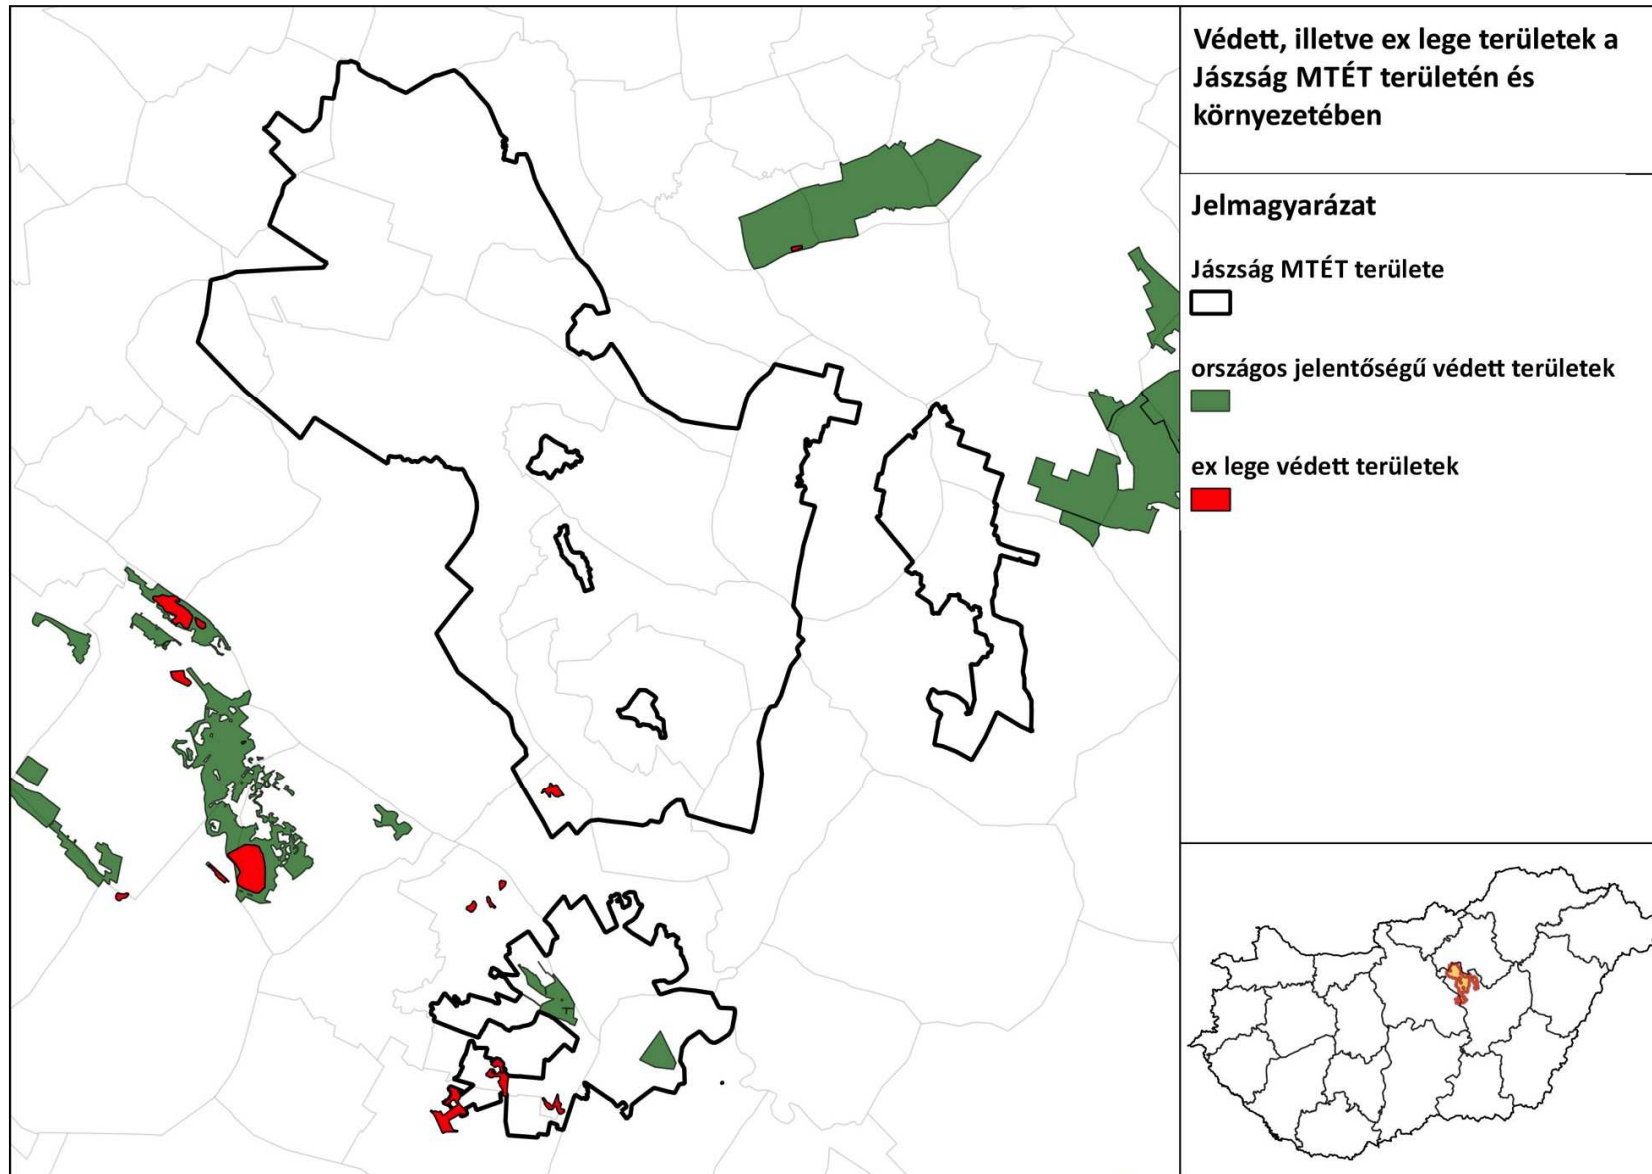 Védett, illetve ex lege területek a
Jászság MTÉT területén és
környezetében
Jelmagyarázat
Jászság MTÉT területe
országos jelentőségű védett területek
ex lege védett területek